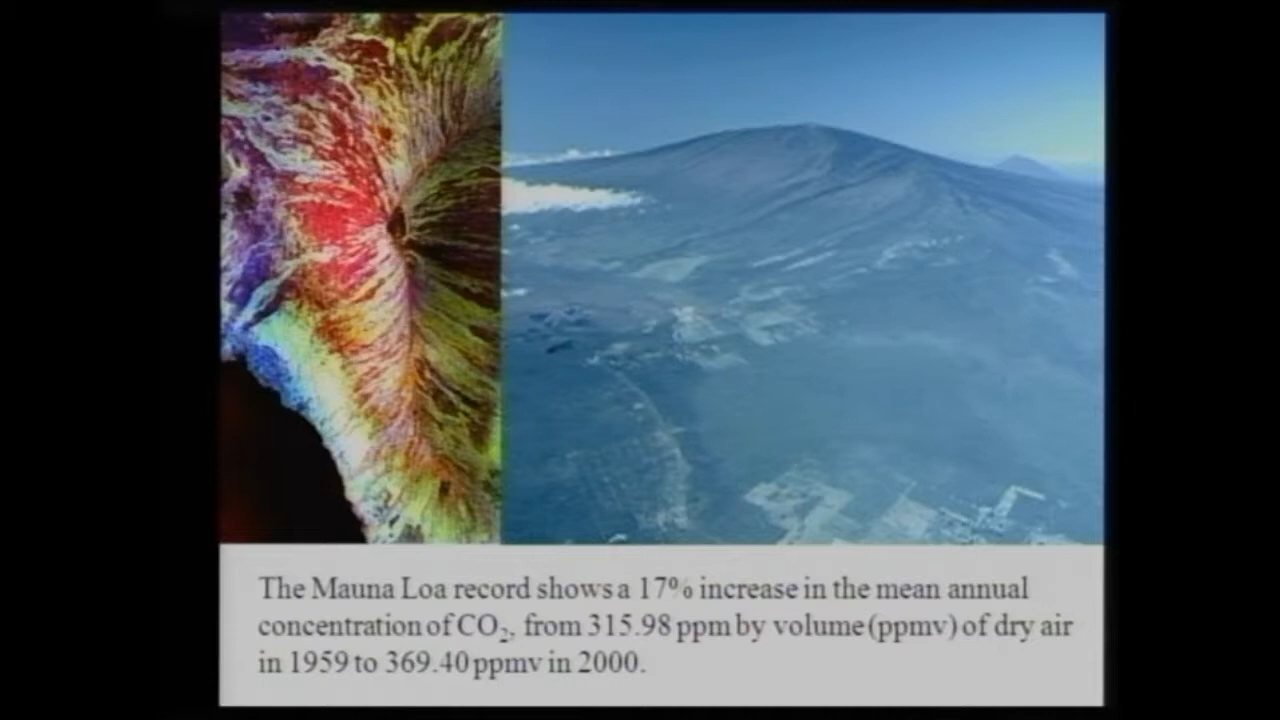 The Mauna Loa record shows a 17% increase in the mean annual
concentration of CO₂, from 315.98 ppm by volume (ppmv) of dry air
in 1959 to 369.40 ppmv in 2000.